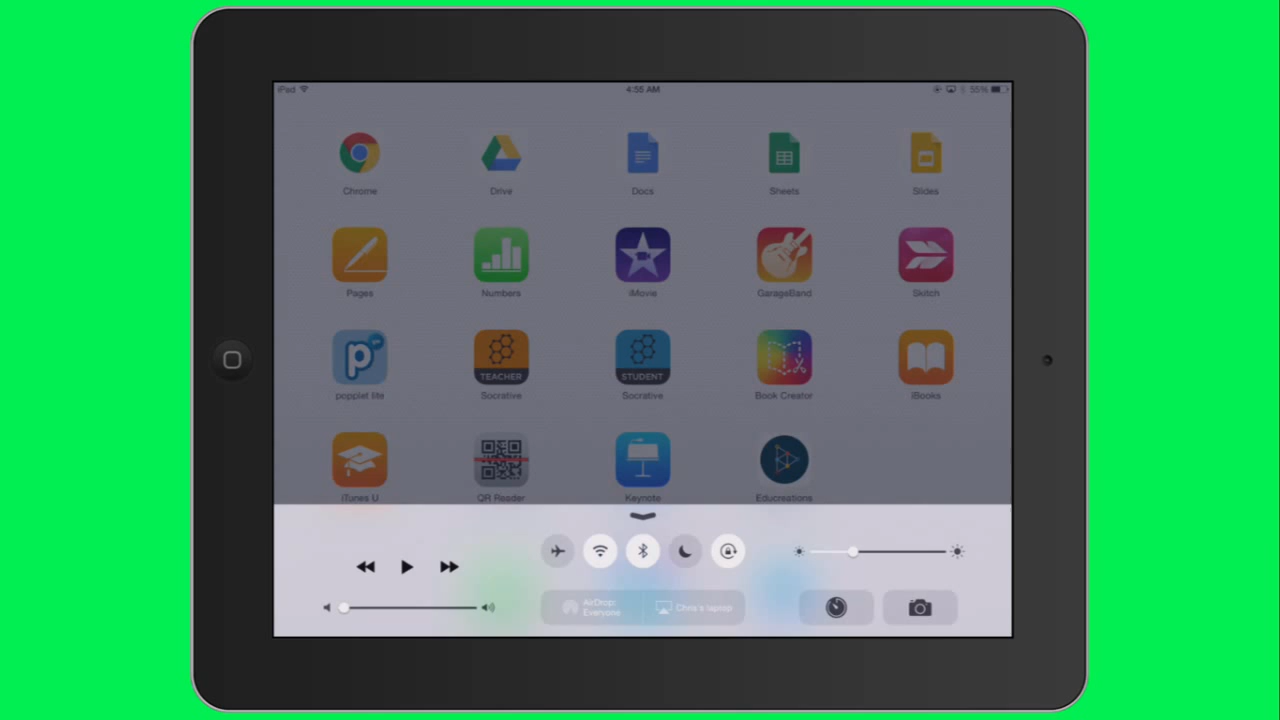 iPad 4:55 AM 55%
Chrome Drive Docs Sheets Slides
Pages Numbers iMovie GarageBand Skitch
p
TEACHER STUDENT
popplet lite Socrative Socrative Book Creator iBooks
iTunes U QR Reader Keynote Educreations
AirDrop:
Everyone
Chris's laptop